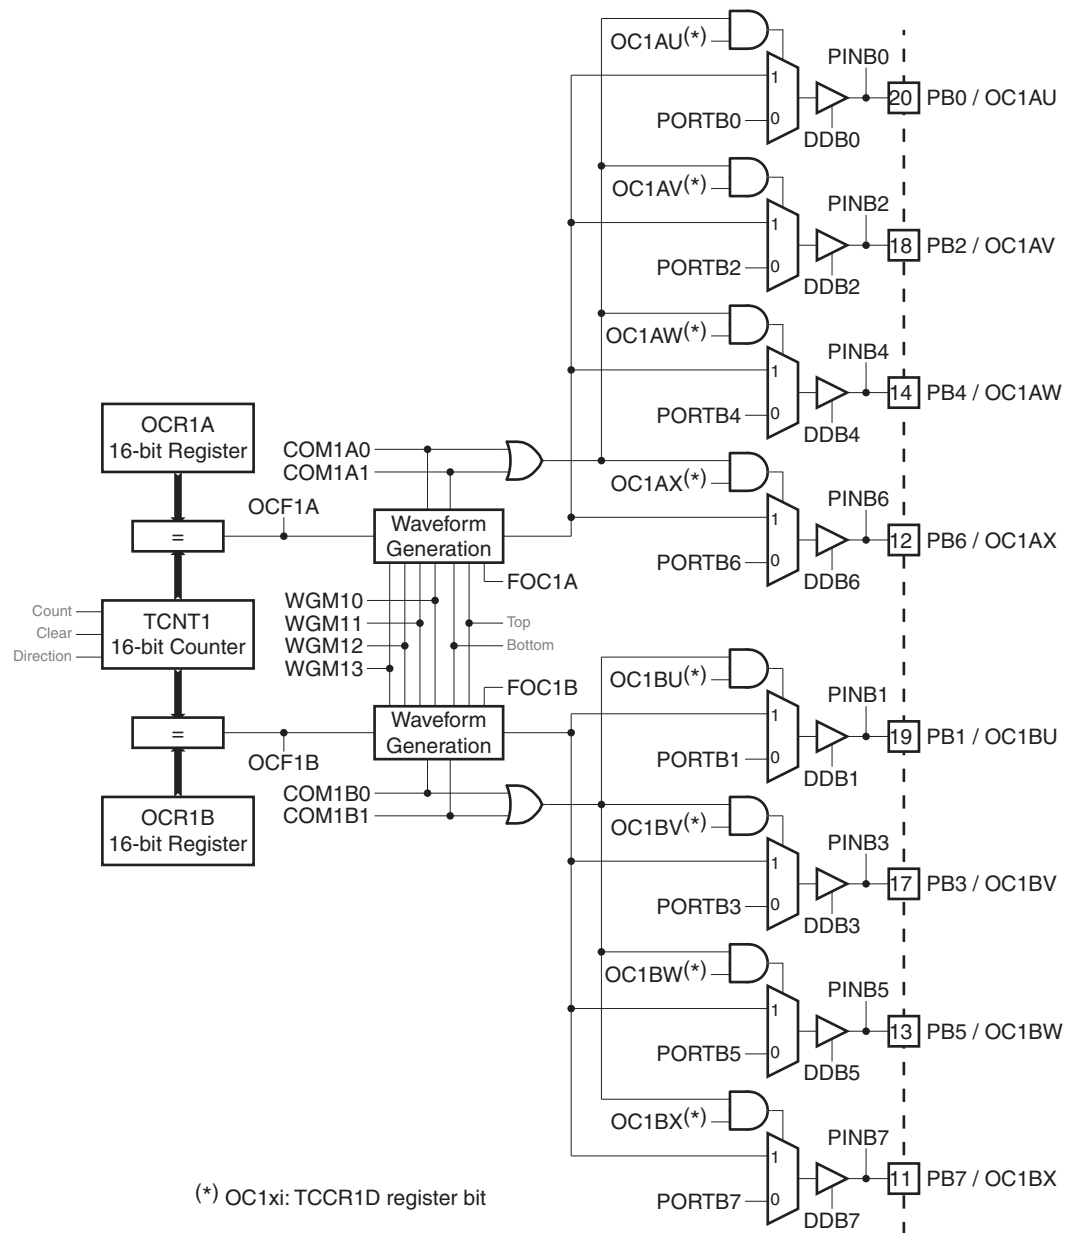 OC1AU(*)
PINB0
1
20 PB0 / OC1AU
PORTB0 0
DDB0
OC1AV(*)
PINB2
1
18 PB2 / OC1AV
PORTB2 0
DDB2
OC1AW(*)
PINB4
1
14 PB4 / OC1AW
PORTB4 0
DDB4
OCR1A
16-bit Register
COM1A0
COM1A1
OC1AX(*)
PINB6
OCF1A
Waveform
Generation
1
=
12 PB6 / OC1AX
PORTB6 0
DDB6
FOC1A
WGM10
WGM11
WGM12
WGM13
Top
Bottom
Count
Clear
Direction
TCNT1
16-bit Counter
OC1BU(*)
FOC1B
PINB1
Waveform
Generation
1
=
19 PB1 / OC1BU
OCF1B
PORTB1 0
DDB1
COM1B0
COM1B1
OCR1B
16-bit Register
OC1BV(*)
PINB3
1
17 PB3 / OC1BV
PORTB3 0
DDB3
OC1BW(*)
PINB5
1
13 PB5 / OC1BW
PORTB5 0
DDB5
OC1BX(*)
PINB7
1
11 PB7 / OC1BX
PORTB7 0
DDB7
(*) OC1xi: TCCR1D register bit